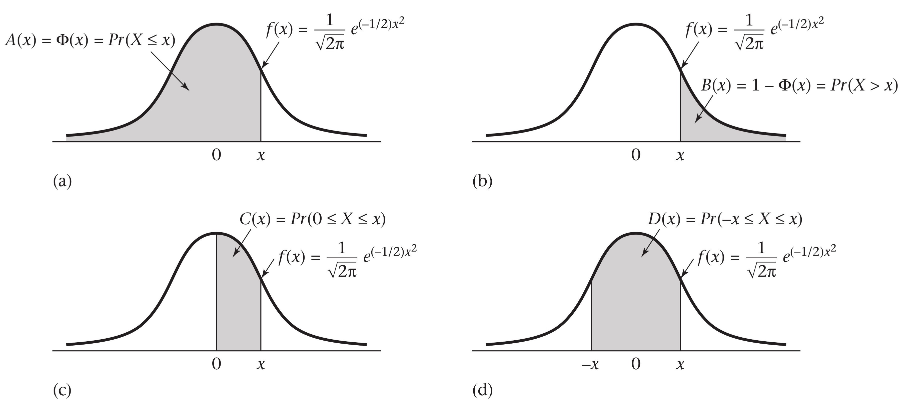 A(x) = Φ(x) = Pr(X ≤ x)
f(x) = 1/√2π e^(–1/2)x²
0 x
(a)
f(x) = 1/√2π e^(–1/2)x²
B(x) = 1 – Φ(x) = Pr(X > x)
0 x
(b)
C(x) = Pr(0 ≤ X ≤ x)
f(x) = 1/√2π e^(–1/2)x²
0 x
(c)
D(x) = Pr(–x ≤ X ≤ x)
f(x) = 1/√2π e^(–1/2)x²
–x 0 x
(d)